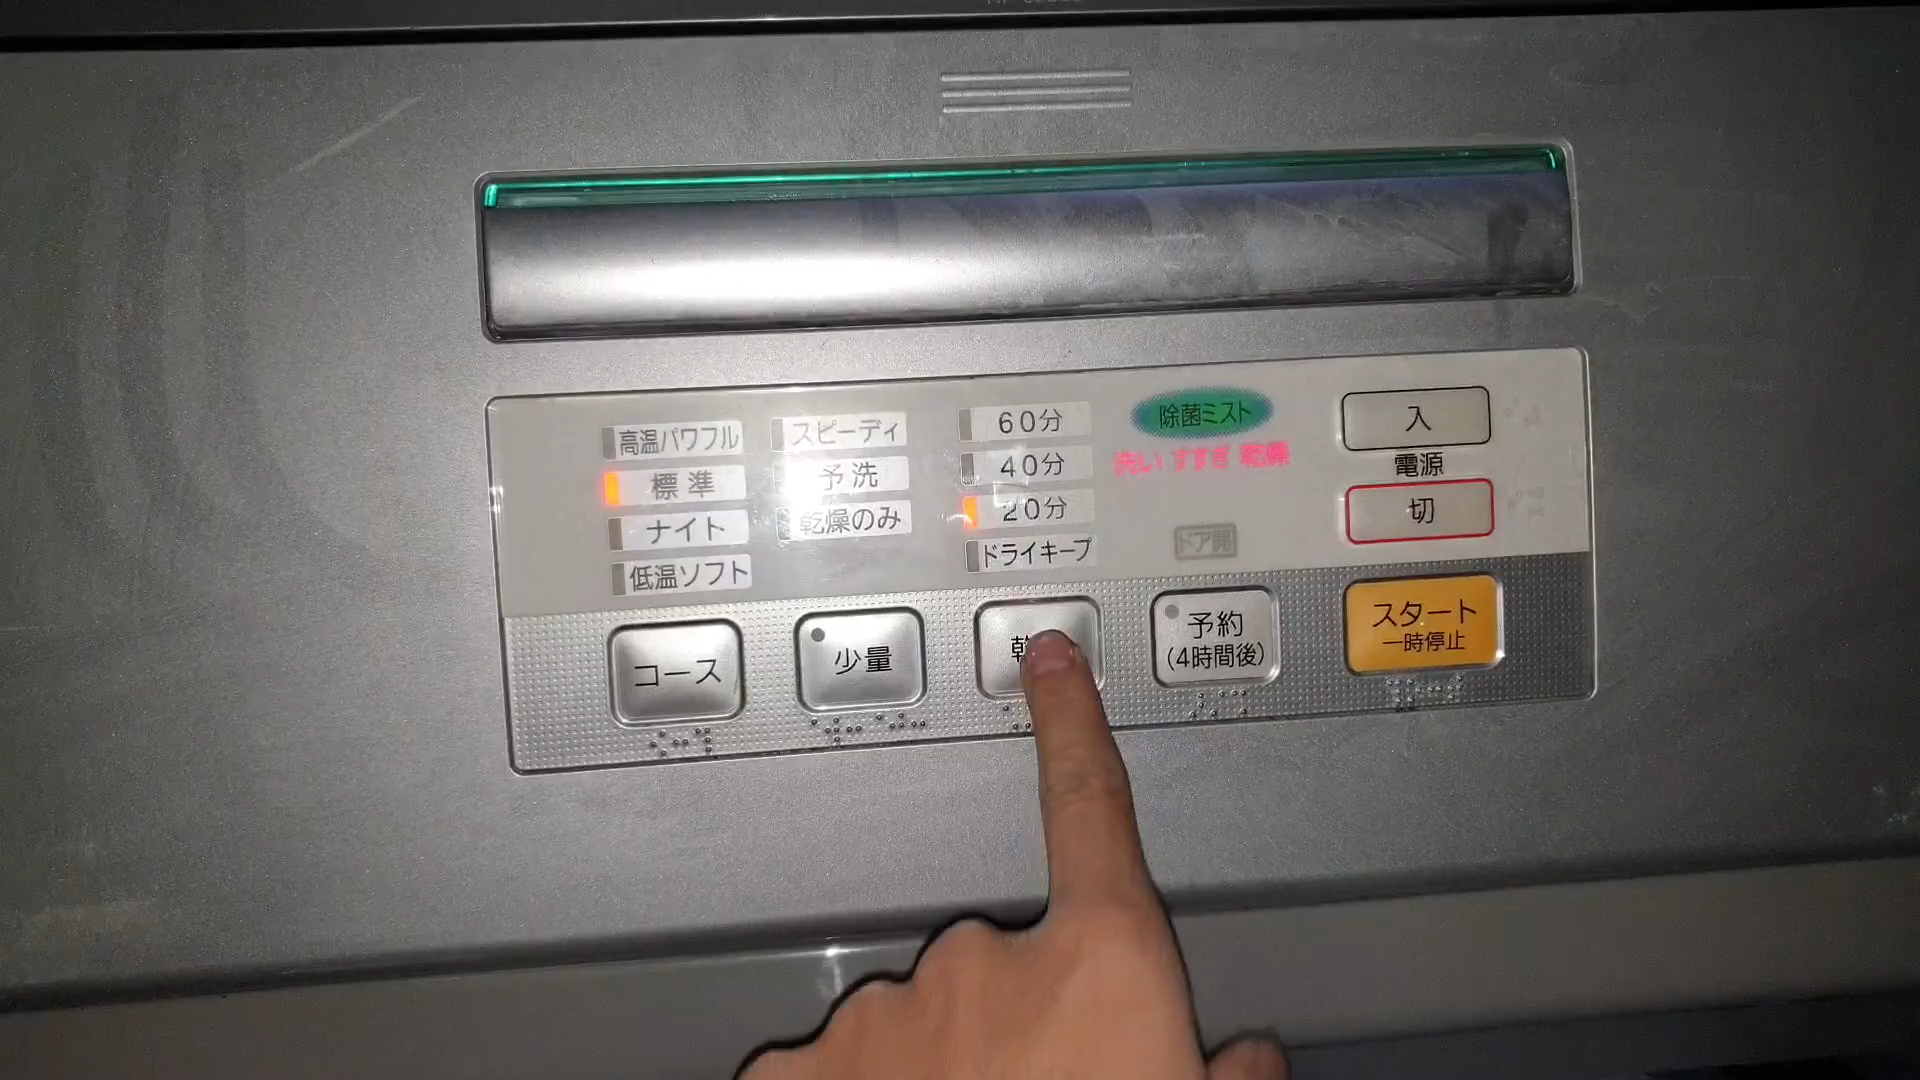 高温パワフル
標準
ナイト
低温ソフト
スピーディ
予洗
乾燥のみ
60分
40分
20分
ドライキープ
除菌ミスト
洗い すすぎ 乾燥
ドア開
入
電源
切
コース
少量
乾
予約
(4時間後)
スタート
一時停止